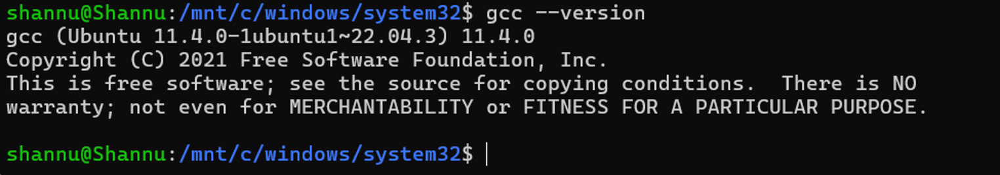 shannu@Shannu:/mnt/c/windows/system32$ gcc --version
gcc (Ubuntu 11.4.0-1ubuntu1~22.04.3) 11.4.0
Copyright (C) 2021 Free Software Foundation, Inc.
This is free software; see the source for copying conditions.  There is NO
warranty; not even for MERCHANTABILITY or FITNESS FOR A PARTICULAR PURPOSE.
shannu@Shannu:/mnt/c/windows/system32$